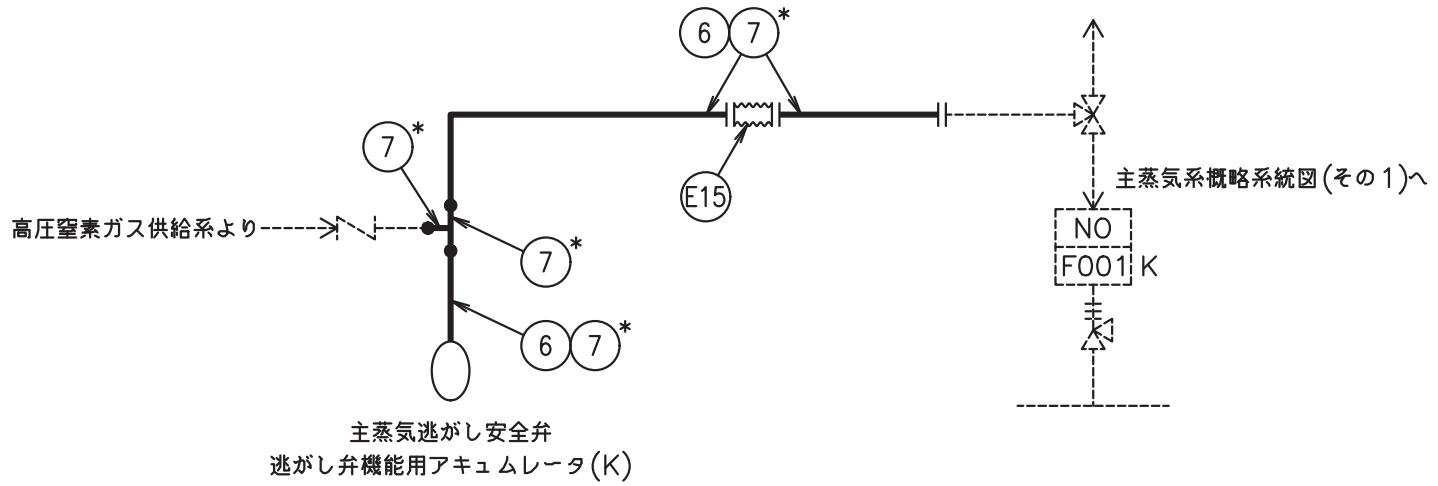 6 7*
7*
E15
主蒸気系概略系統図(その1)へ
高圧窒素ガス供給系より
NO
7*
F001 K
6 7*
主蒸気逃がし安全弁
逃がし弁機能用アキュムレータ(K)